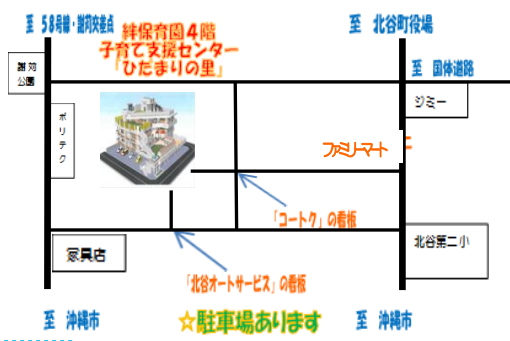 至 58号線・謝苅交差点
絆保育園4階
子育て支援センター
「ひだまりの里」
至 北谷町役場
至 国体道路
謝苅
公園
ジミー
ポリテク
ファミリーマート
「コートク」の看板
家具店
北谷第二小
「北谷オートサービス」の看板
至 沖縄市
☆駐車場あります
至 沖縄市